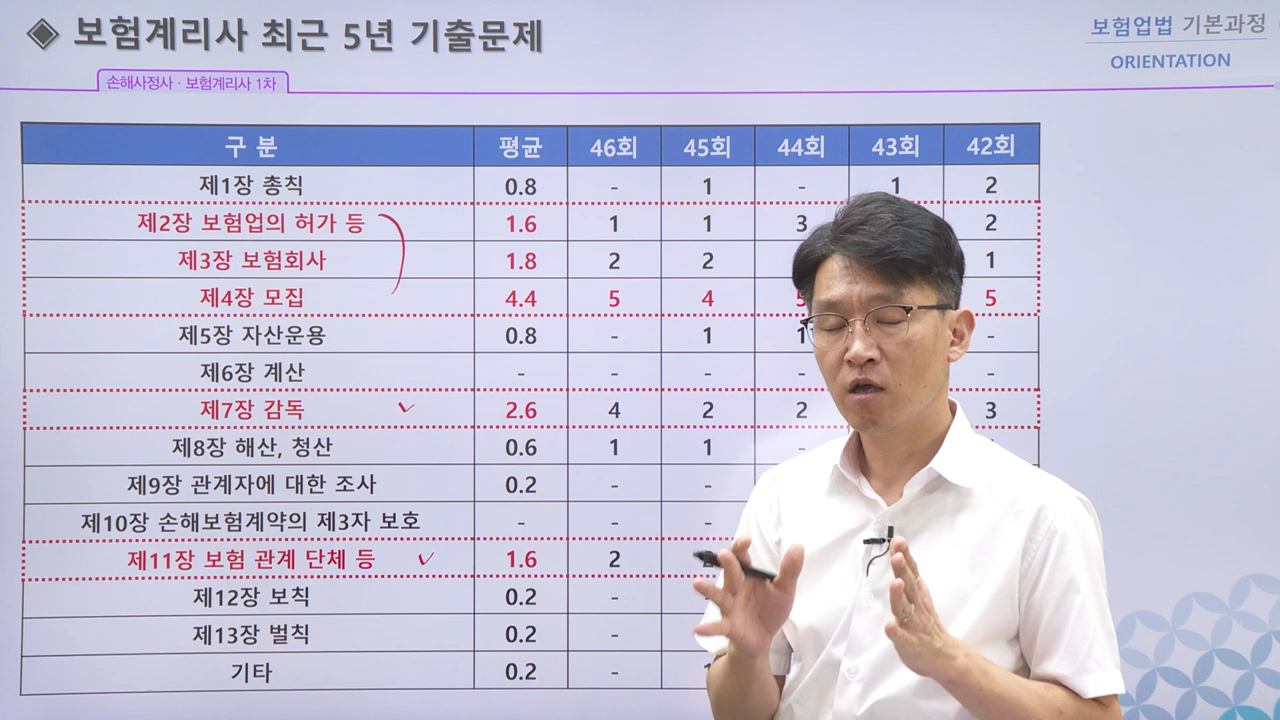 ◈ 보험계리사 최근 5년 기출문제
보험업법 기본과정
ORIENTATION
손해사정사 · 보험계리사 1차
구 분 평균 46회 45회 44회 43회 42회
제1장 총칙 0.8 - 1 - 1 2
제2장 보험업의 허가 등 1.6 1 1 3 2
제3장 보험회사 1.8 2 2 1
제4장 모집 4.4 5 4 5
제5장 자산운용 0.8 - 1 1 -
제6장 계산 - - - - -
제7장 감독 2.6 4 2 2 3
제8장 해산, 청산 0.6 1 1 -
제9장 관계자에 대한 조사 0.2 - -
제10장 손해보험계약의 제3자 보호 - - -
제11장 보험 관계 단체 등 1.6 2
제12장 보칙 0.2 - -
제13장 벌칙 0.2 - -
기타 0.2 -